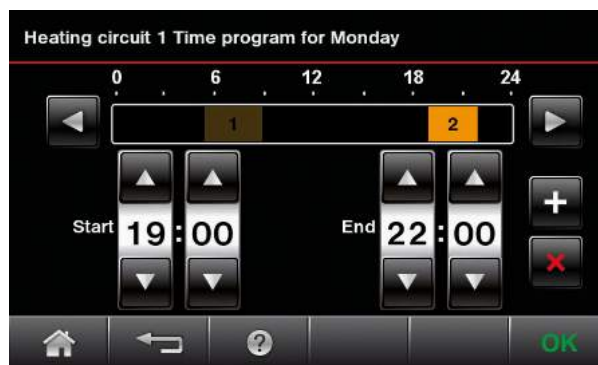 Heating circuit 1 Time program for Monday
0 6 12 18 24
1 2
Start 19:00 End 22:00
OK